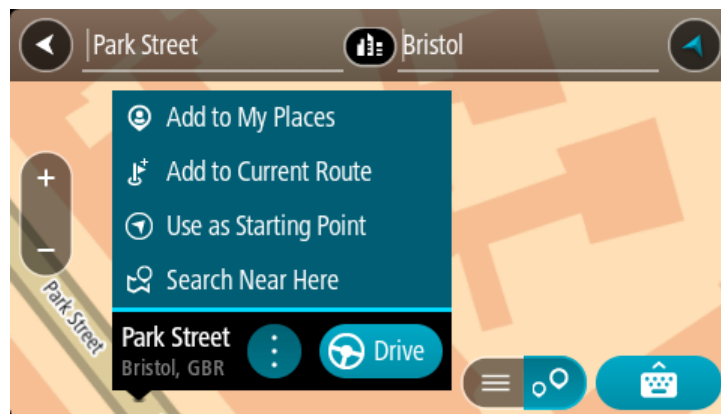 Park Street
Bristol
Add to My Places
Add to Current Route
Use as Starting Point
Search Near Here
+
−
Park Street
Park Street
Bristol, GBR
Drive